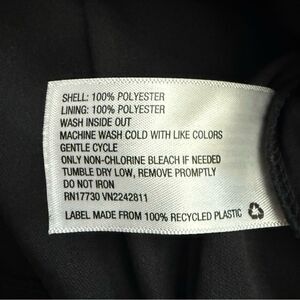 SHELL: 100% POLYESTER
LINING: 100% POLYESTER
WASH INSIDE OUT
MACHINE WASH COLD WITH LIKE COLORS
GENTLE CYCLE
ONLY NON-CHLORINE BLEACH IF NEEDED
TUMBLE DRY LOW, REMOVE PROMPTLY
DO NOT IRON
RN17730 VN2242811
LABEL MADE FROM 100% RECYCLED PLASTIC